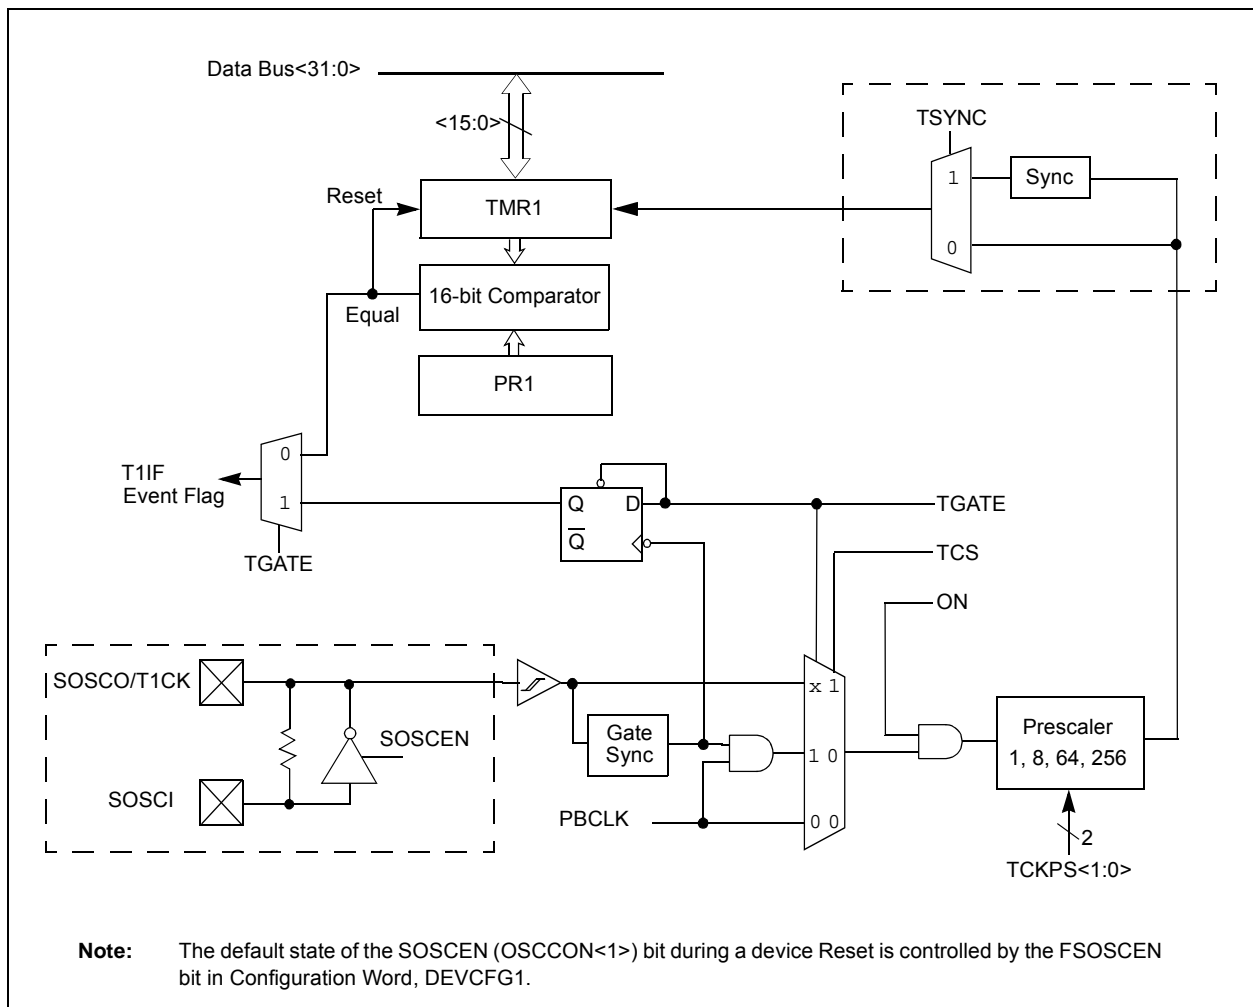 Data Bus<31:0>
<15:0>
TSYNC
1
Sync
Reset
TMR1
0
16-bit Comparator
Equal
PR1
0
T1IF
Event Flag
1
Q
D
TGATE
Q̅
TGATE
TCS
ON
SOSCO/T1CK
x 1
SOSCEN
Gate
Sync
1 0
Prescaler
1, 8, 64, 256
SOSCI
PBCLK
0 0
2
TCKPS<1:0>
Note: The default state of the SOSCEN (OSCCON<1>) bit during a device Reset is controlled by the FSOSCEN
bit in Configuration Word, DEVCFG1.